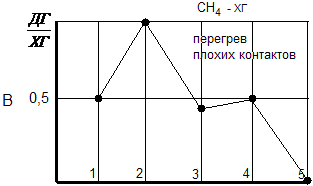 CH₄ - ХГ
ДГ
ХГ
перегрев
плохих контактов
0,5
В
1 2 3 4 5